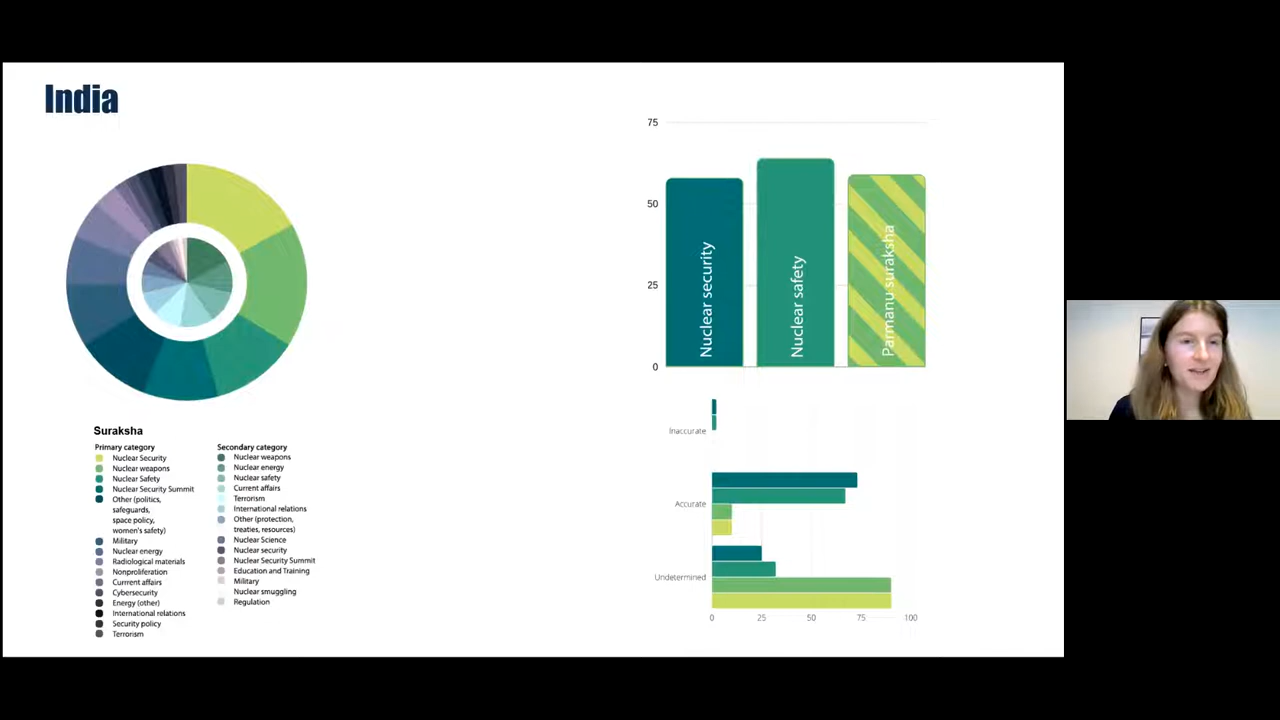 India
Suraksha
Primary category
Nuclear Security
Nuclear weapons
Nuclear Safety
Nuclear Security Summit
Other (politics,
safeguards,
space policy,
women's safety)
Military
Nuclear energy
Radiological materials
Nonproliferation
Currrent affairs
Cybersecurity
Energy (other)
International relations
Security policy
Terrorism
Secondary category
Nuclear weapons
Nuclear energy
Nuclear safety
Current affairs
Terrorism
International relations
Other (protection,
treaties, resources)
Nuclear Science
Nuclear security
Nuclear Security Summit
Education and Training
Military
Nuclear smuggling
Regulation
75
50
25
0
Nuclear security
Nuclear safety
Parmanu suraksha
Inaccurate
Accurate
Undetermined
0 25 50 75 100